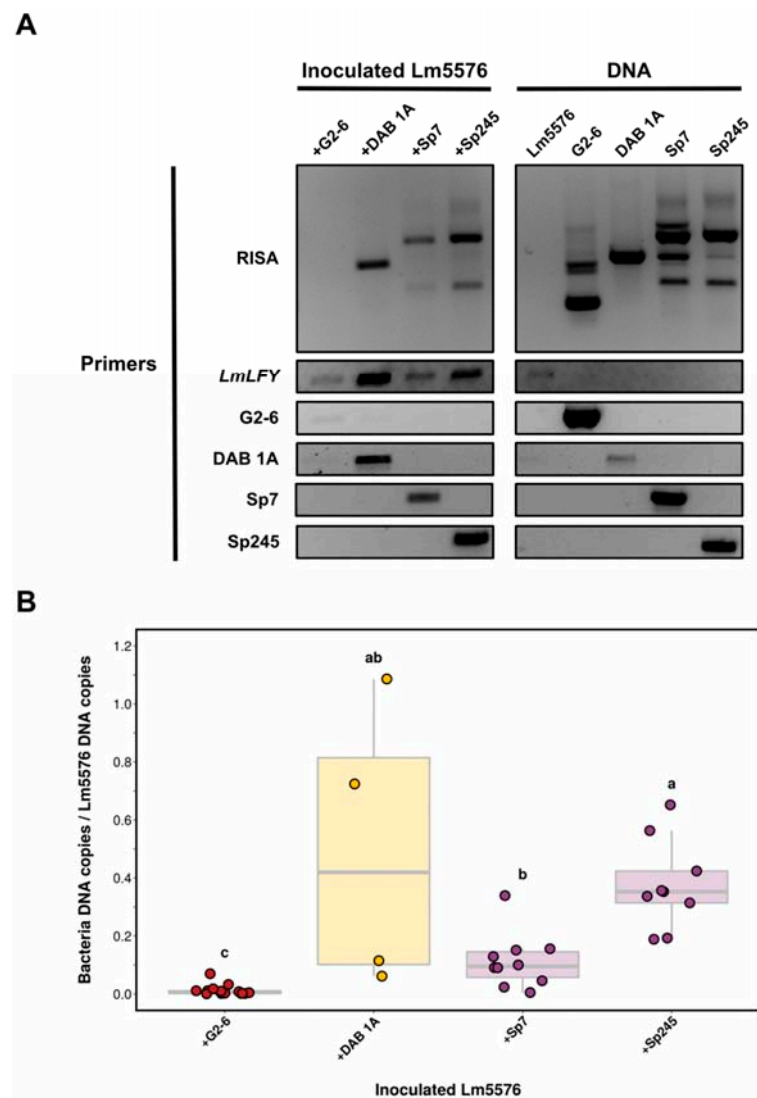 A
Inoculated Lm5576
DNA
+G2-6
+DAB 1A
+Sp7
+Sp245
Lm5576
G2-6
DAB 1A
Sp7
Sp245
Primers
RISA
LmLFY
G2-6
DAB 1A
Sp7
Sp245
B
Bacteria DNA copies / Lm5576 DNA copies
1.2
1.0
0.8
0.6
0.4
0.2
0.0
c
ab
b
a
+G2-6
+DAB 1A
+Sp7
+Sp245
Inoculated Lm5576